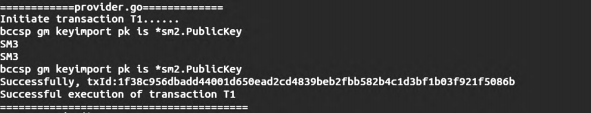 ============provider.go=============
Initiate transaction T1......
bccsp gm keyimport pk is *sm2.PublicKey
SM3
SM3
bccsp gm keyimport pk is *sm2.PublicKey
Successfully, txId:1f38c956dbadd44001d650ead2cd4839beb2fbb582b4c1d3bf1b03f921f5086b
Successful execution of transaction T1
=======================================